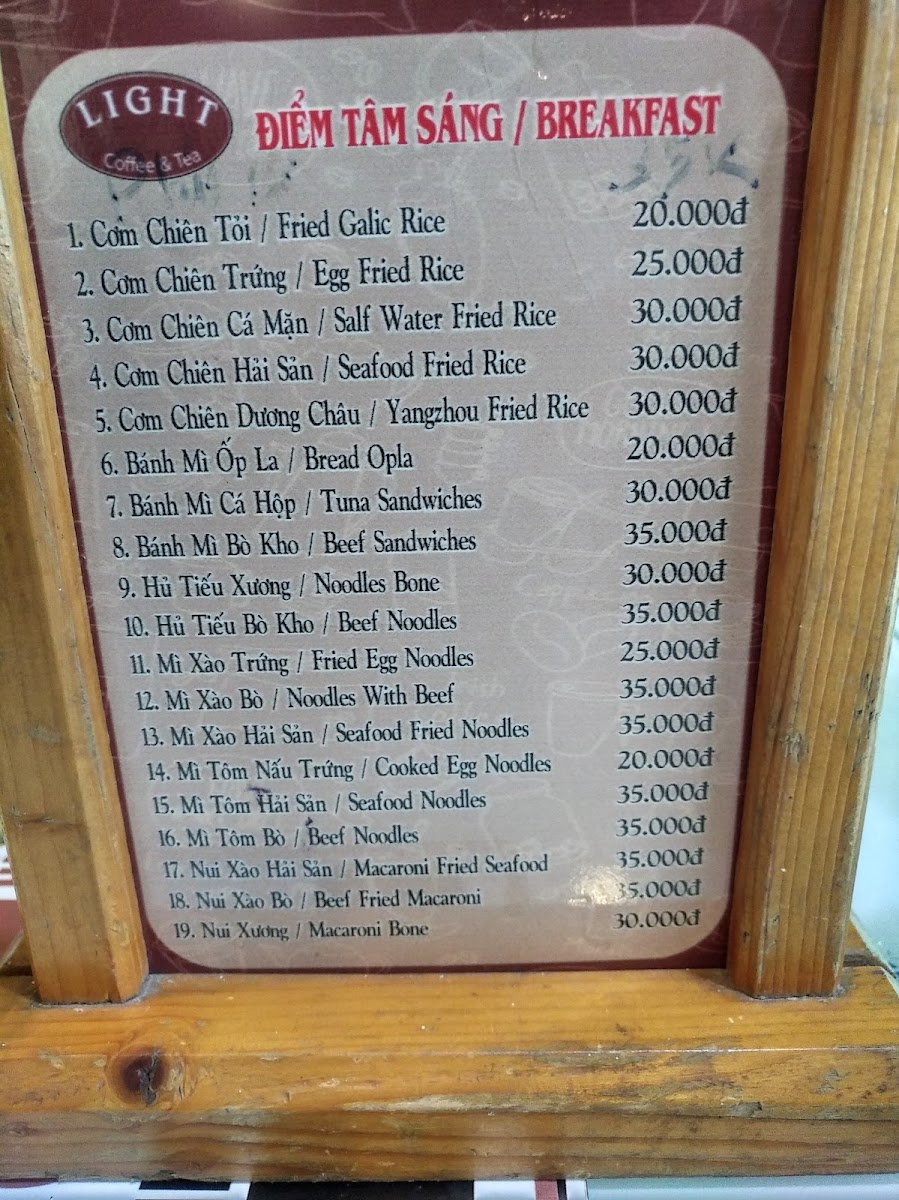 LIGHT
Coffee & Tea
ĐIỂM TÂM SÁNG / BREAKFAST
35K
1. Cơm Chiên Tỏi / Fried Galic Rice 20.000đ
2. Cơm Chiên Trứng / Egg Fried Rice 25.000đ
3. Cơm Chiên Cá Mặn / Salf Water Fried Rice 30.000đ
4. Cơm Chiên Hải Sản / Seafood Fried Rice 30.000đ
5. Cơm Chiên Dương Châu / Yangzhou Fried Rice 30.000đ
6. Bánh Mì Ốp La / Bread Opla 20.000đ
7. Bánh Mì Cá Hộp / Tuna Sandwiches 30.000đ
8. Bánh Mì Bò Kho / Beef Sandwiches 35.000đ
9. Hủ Tiếu Xương / Noodles Bone 30.000đ
10. Hủ Tiếu Bò Kho / Beef Noodles 35.000đ
11. Mì Xào Trứng / Fried Egg Noodles 25.000đ
12. Mì Xào Bò / Noodles With Beef 35.000đ
13. Mì Xào Hải Sản / Seafood Fried Noodles 35.000đ
14. Mì Tôm Nấu Trứng / Cooked Egg Noodles 20.000đ
15. Mì Tôm Hải Sản / Seafood Noodles 35.000đ
16. Mì Tôm Bò / Beef Noodles 35.000đ
17. Nui Xào Hải Sản / Macaroni Fried Seafood 35.000đ
18. Nui Xào Bò / Beef Fried Macaroni 35.000đ
19. Nui Xương / Macaroni Bone 30.000đ